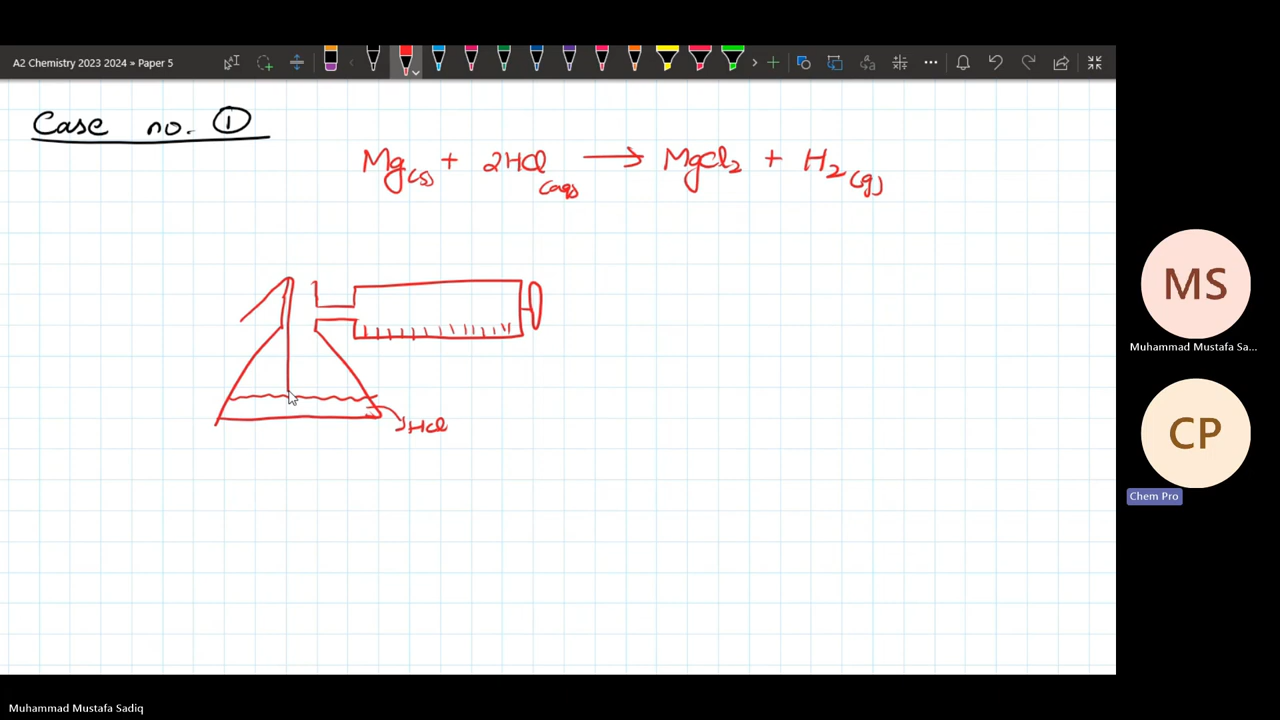 A2 Chemistry 2023 2024 » Paper 5
Case no. ①
Mg(s) + 2HCl(aq) → MgCl2 + H2(g)
HCl
MS
Muhammad Mustafa Sa...
CP
Chem Pro
Muhammad Mustafa Sadiq